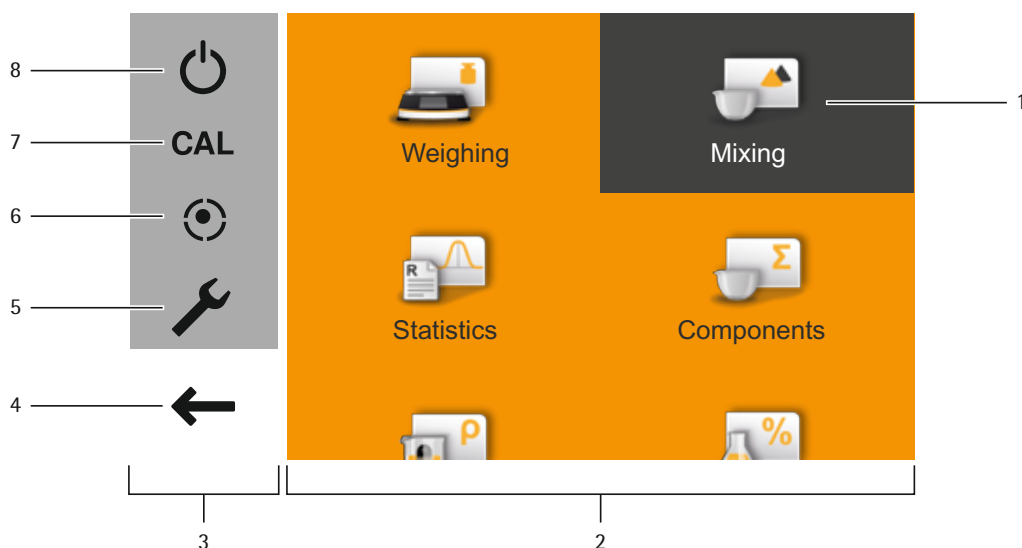 8
7
6
5
4
CAL
Weighing
Mixing
1
R
Σ
Statistics
Components
ρ
%
3
2